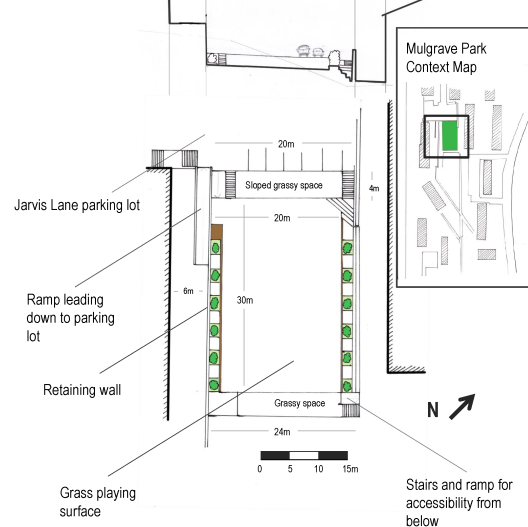 Mulgrave Park
Context Map
20m
Sloped grassy space
4m
Jarvis Lane parking lot
20m
6m
30m
Ramp leading
down to parking
lot
Retaining wall
Grassy space
N
24m
0 5 10 15m
Grass playing
surface
Stairs and ramp for
accessibility from
below